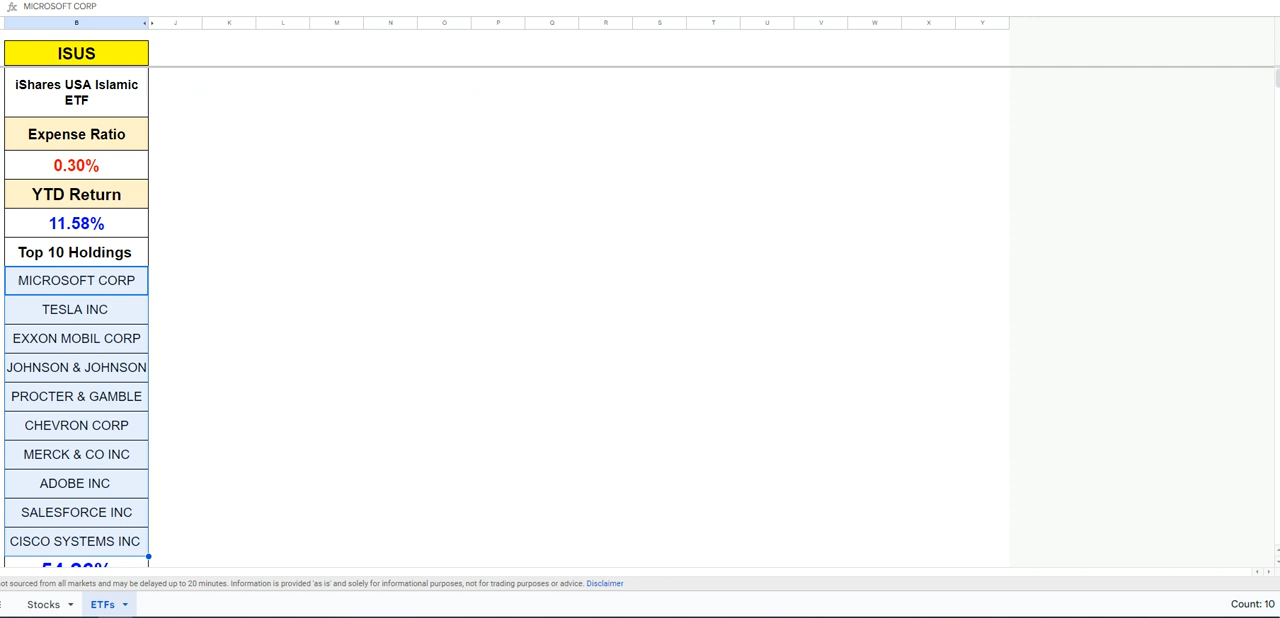 MICROSOFT CORP
B J K L M N O P Q R S T U V W X Y
ISUS
iShares USA Islamic
ETF
Expense Ratio
0.30%
YTD Return
11.58%
Top 10 Holdings
MICROSOFT CORP
TESLA INC
EXXON MOBIL CORP
JOHNSON & JOHNSON
PROCTER & GAMBLE
CHEVRON CORP
MERCK & CO INC
ADOBE INC
SALESFORCE INC
CISCO SYSTEMS INC
not sourced from all markets and may be delayed up to 20 minutes. Information is provided 'as is' and solely for informational purposes, not for trading purposes or advice. Disclaimer
Stocks ETFs Count: 10